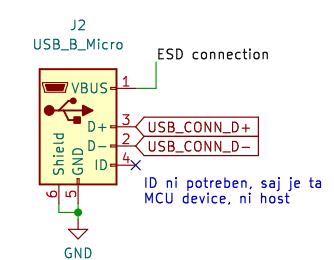 J2
USB_B_Micro
ESD connection
VBUS 1
D+ 3 USB_CONN_D+
D- 2 USB_CONN_D-
ID 4
ID ni potreben, saj je ta
MCU device, ni host
Shield GND
6 5
GND